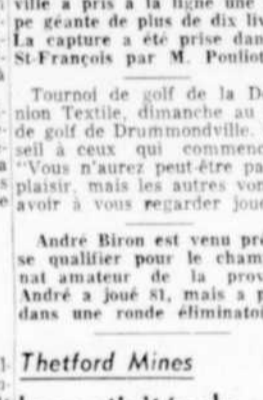 ville a pris à la ligne une
pe géante de plus de dix liv
La capture a été prise dan
St-François par M. Pouliot
Tournoi de golf de la D
nion Textile, dimanche au
de golf de Drummondville.
seil à ceux qui commenc
"Vous n'aurez peut-être pa
plaisir, mais les autres von
avoir à vous regarder joue
André Biron est venu pr
se qualifier pour le cham
nat amateur de la prov
André a joué 81, mais a p
dans une ronde éliminatoi
Thetford Mines